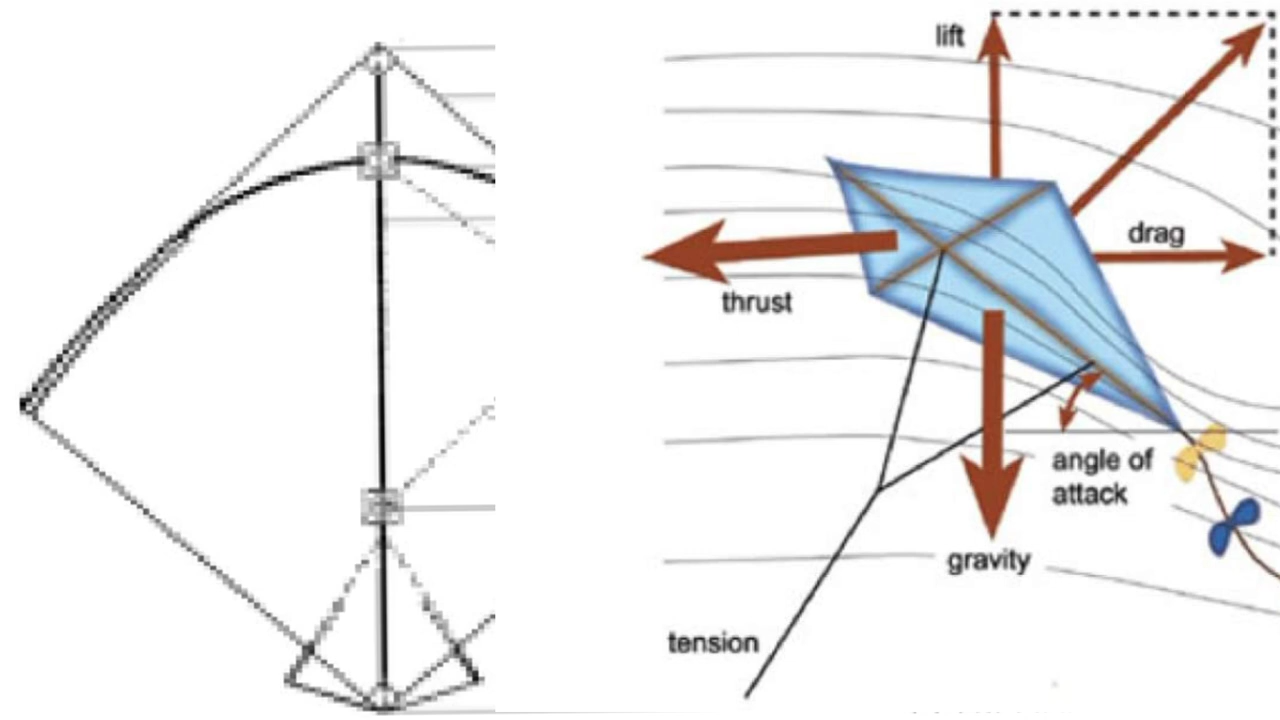 lift
drag
thrust
angle of
attack
gravity
tension